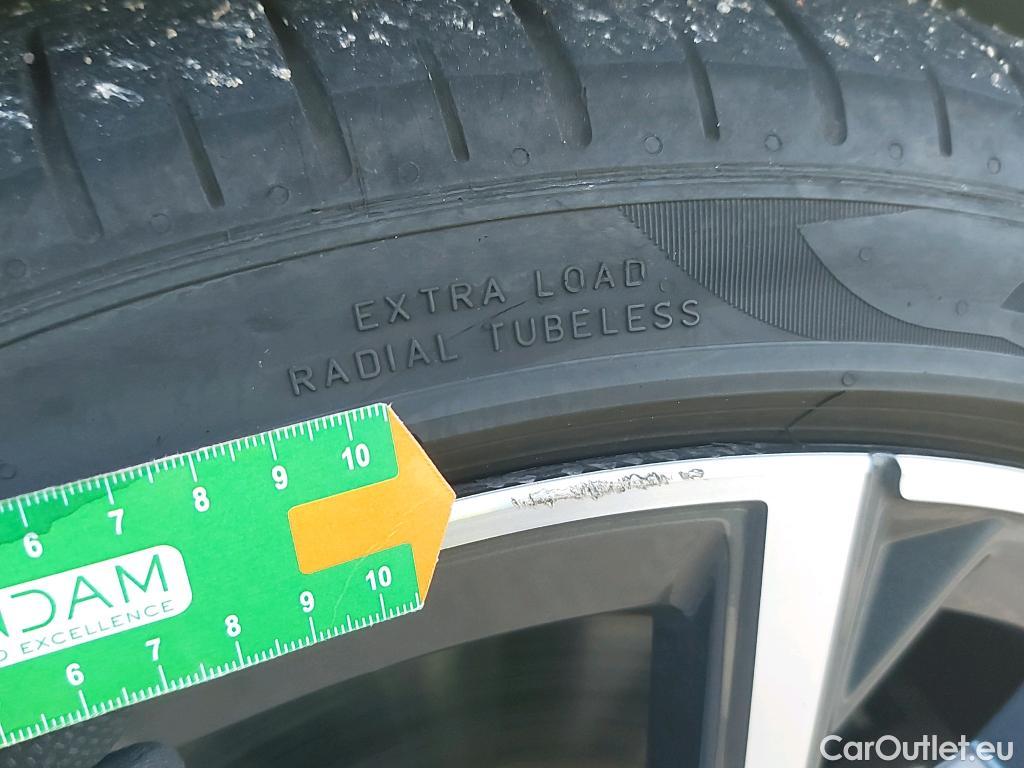 EXTRA LOAD
RADIAL TUBELESS
6 7 8 9 10
DAM
EXCELLENCE
6 7 8 9 10
CarOutlet.eu